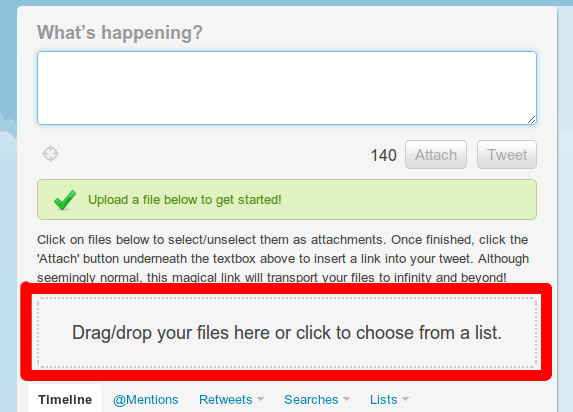 What's happening?
140 Attach Tweet
Upload a file below to get started!
Click on files below to select/unselect them as attachments. Once finished, click the
'Attach' button underneath the textbox above to insert a link into your tweet. Although
seemingly normal, this magical link will transport your files to infinity and beyond!
Drag/drop your files here or click to choose from a list.
Timeline @Mentions Retweets Searches Lists